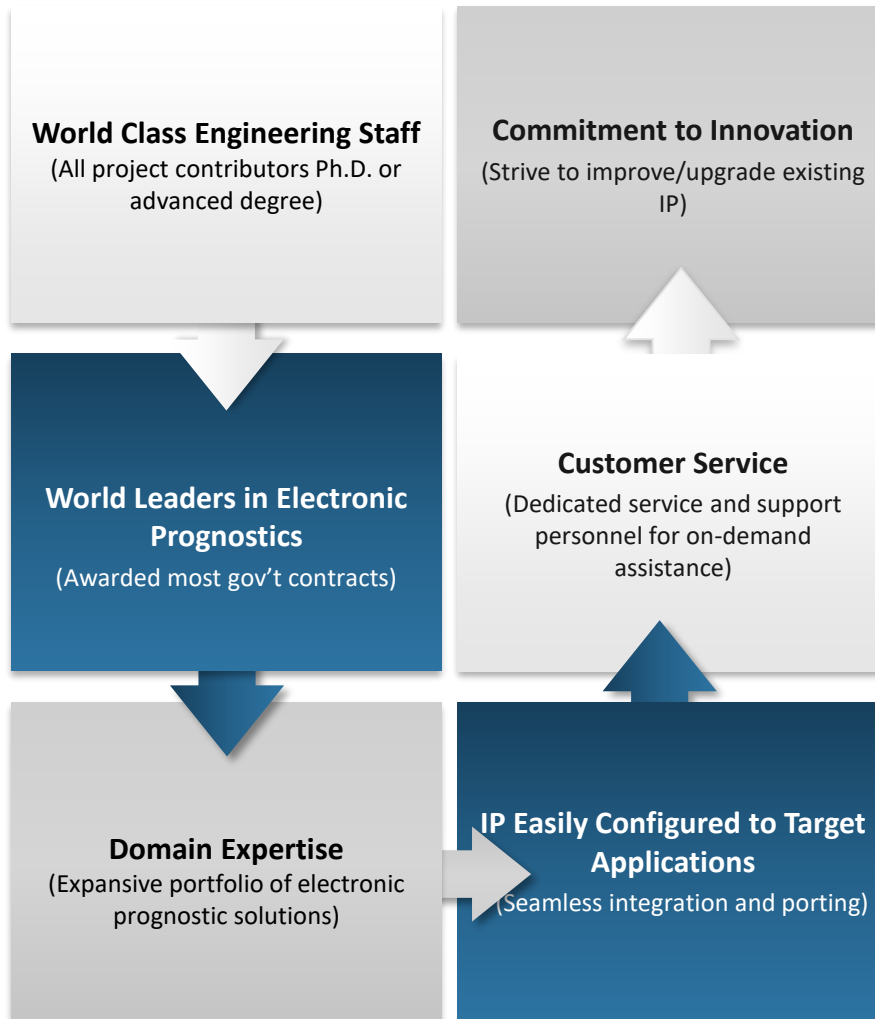 World Class Engineering Staff
(All project contributors Ph.D. or
advanced degree)
World Leaders in Electronic
Prognostics
(Awarded most gov’t contracts)
Domain Expertise
(Expansive portfolio of electronic
prognostic solutions)
IP Easily Configured to Target
Applications
(Seamless integration and porting)
Customer Service
(Dedicated service and support
personnel for on-demand
assistance)
Commitment to Innovation
(Strive to improve/upgrade existing
IP)